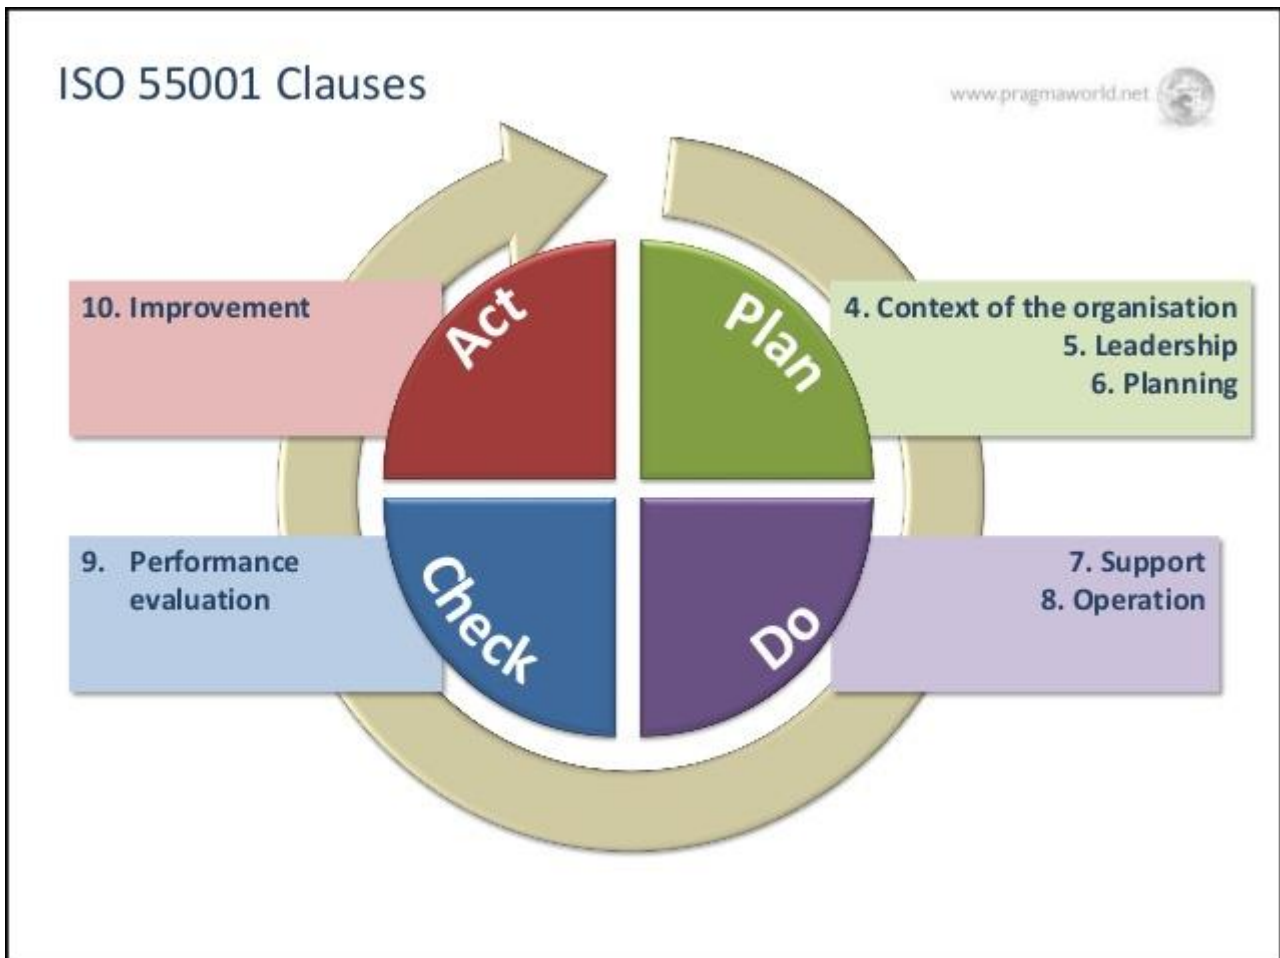 ISO 55001 Clauses
www.pragmaworld.net
10. Improvement
Act
Plan
4. Context of the organisation
5. Leadership
6. Planning
9. Performance
evaluation
Check
Do
7. Support
8. Operation